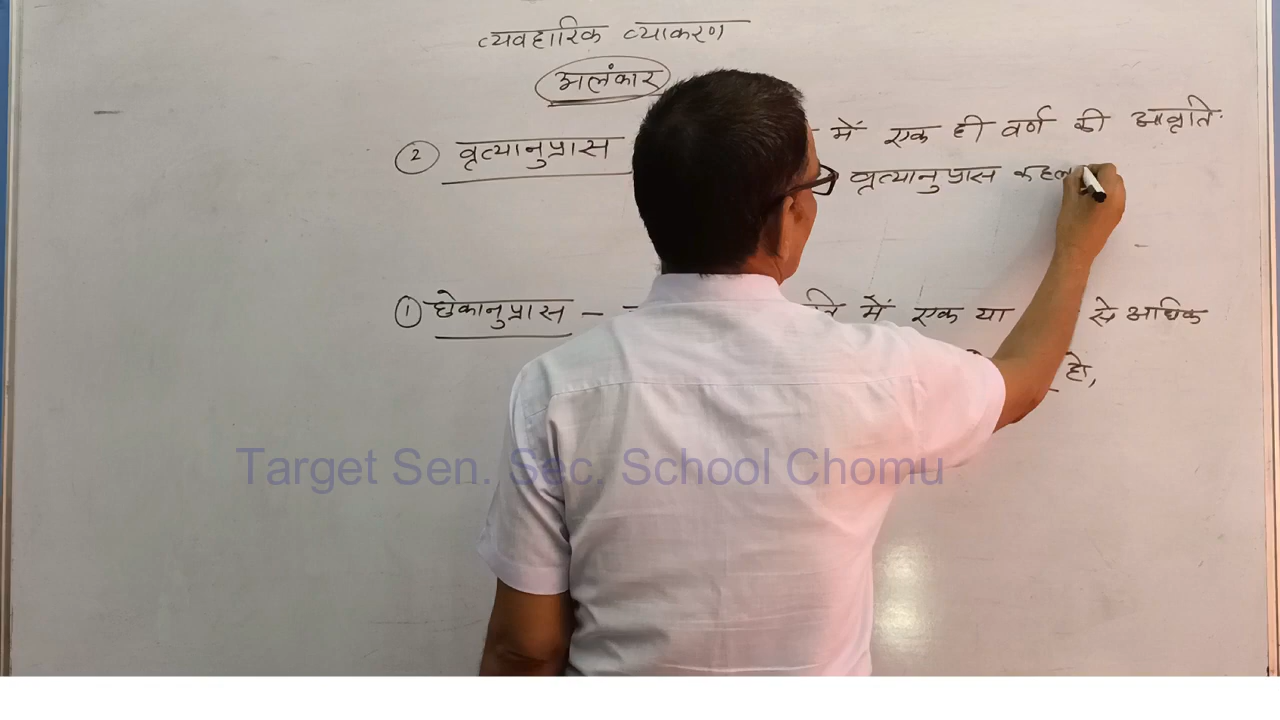 व्यवहारिक व्याकरण
अलंकार
② वृत्यानुप्रास में एक ही वर्ण की आवृति
वृत्यानुप्रास कहल
① छेकानुप्रास – में एक या से अधिक
हो,
Target Sen. Sec. School Chomu